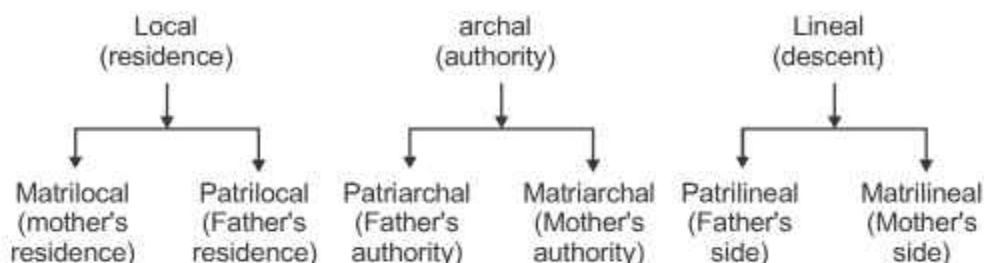 Local
(residence)
archal
(authority)
Lineal
(descent)
Matrilocal
(mother's
residence)
Patrilocal
(Father's
residence)
Patriarchal
(Father's
authority)
Matriarchal
(Mother's
authority)
Patrilineal
(Father's
side)
Matrilineal
(Mother's
side)